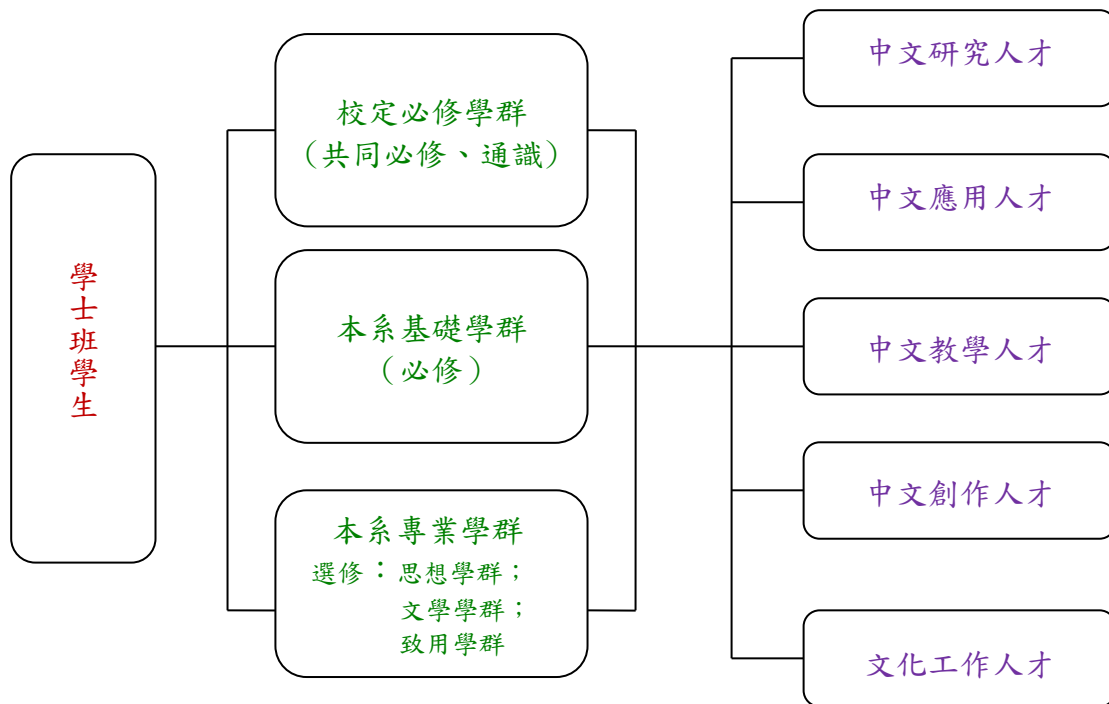 學士班學生
校定必修學群
（共同必修、通識）
本系基礎學群
（必修）
本系專業學群
選修：思想學群；
文學學群；
致用學群
中文研究人才
中文應用人才
中文教學人才
中文創作人才
文化工作人才